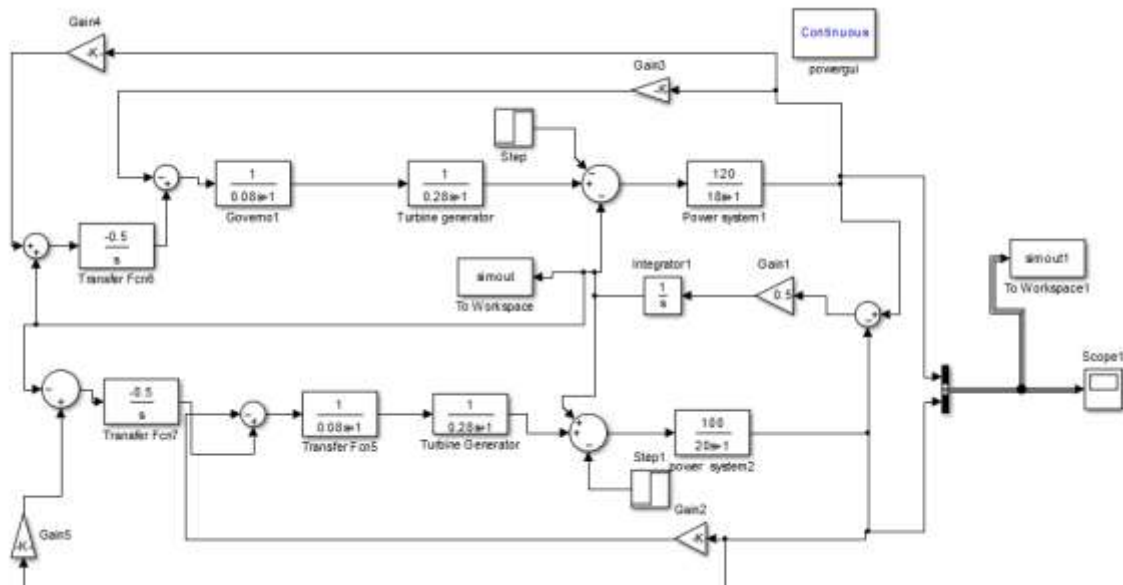 Gain4
-K-
Continuous
powergui
Gain3
-K-
Step
1
0.08s+1
Governo1
1
0.28s+1
Turbine generator
120
18s+1
Power system1
-0.5
s
Transfer Fcn6
simout
To Workspace
Integrator1
1
s
Gain1
0.5
simout1
To Workspace1
Scope1
-0.5
s
Transfer Fcn7
1
0.08s+1
Transfer Fcn5
1
0.28s+1
Turbine Generator
100
20s+1
power system2
Step1
Gain2
-K-
Gain5
-K-